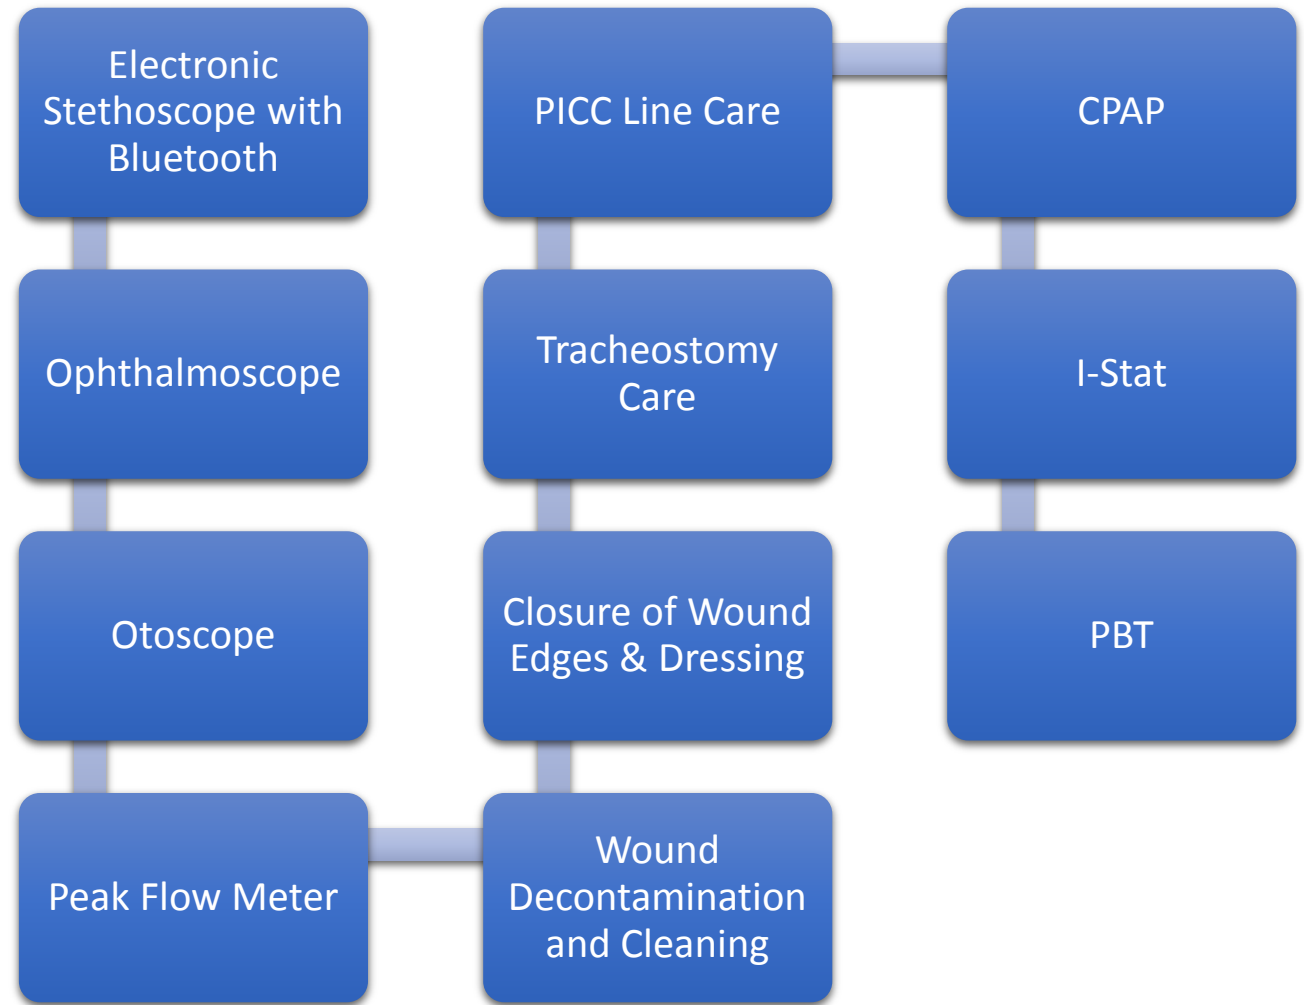 Electronic
Stethoscope with
Bluetooth
Ophthalmoscope
Otoscope
Peak Flow Meter
Wound
Decontamination
and Cleaning
Closure of Wound
Edges & Dressing
Tracheostomy
Care
PICC Line Care
CPAP
I-Stat
PBT